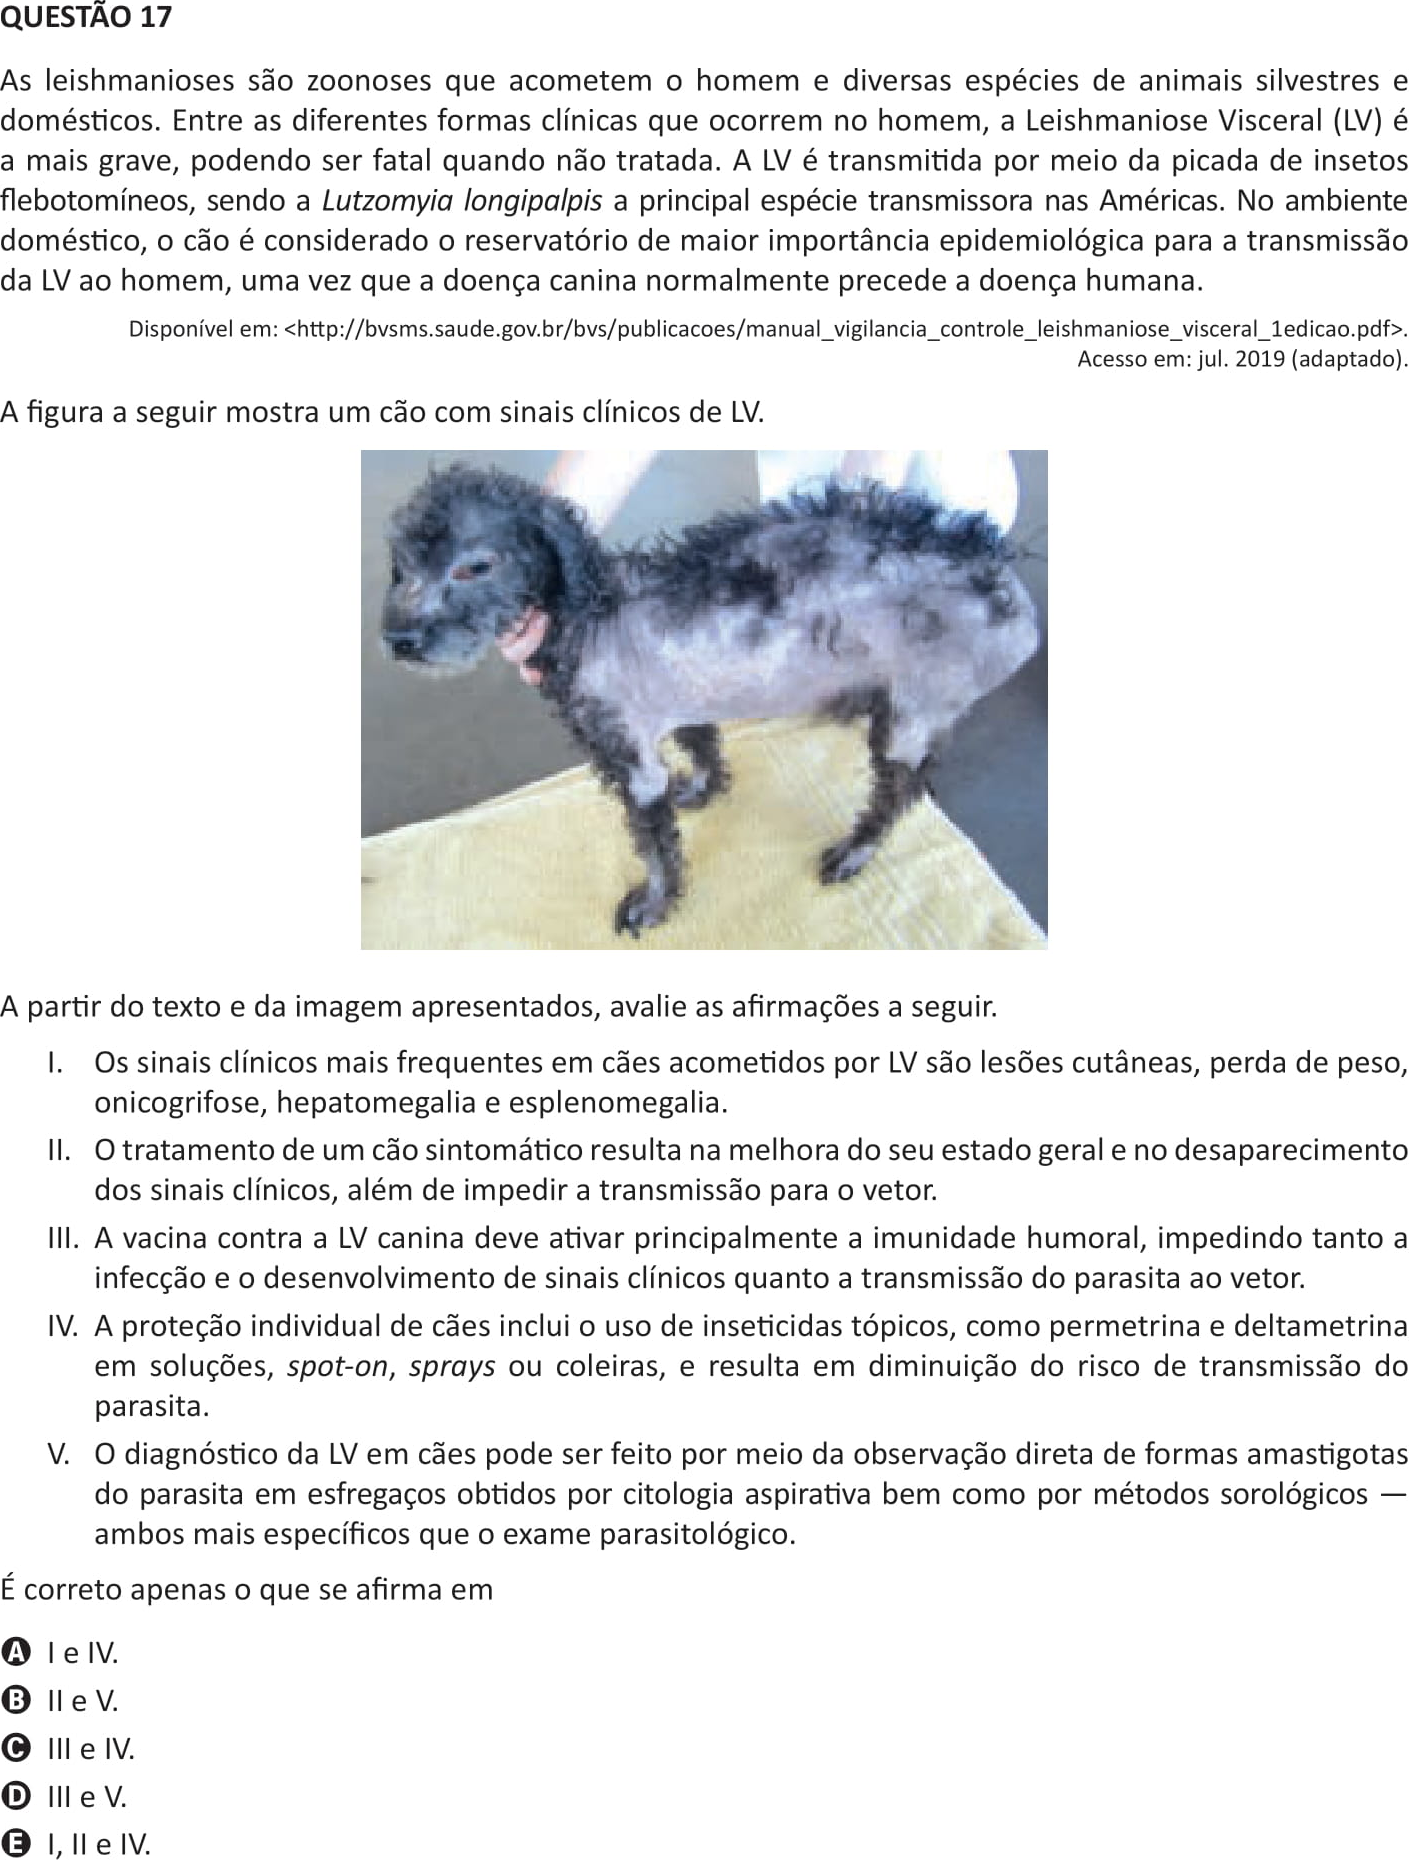 QUESTÃO 17
As leishmanioses são zoonoses que acometem o homem e diversas espécies de animais silvestres e
domésticos. Entre as diferentes formas clínicas que ocorrem no homem, a Leishmaniose Visceral (LV) é
a mais grave, podendo ser fatal quando não tratada. A LV é transmitida por meio da picada de insetos
flebotomíneos, sendo a Lutzomyia longipalpis a principal espécie transmissora nas Américas. No ambiente
doméstico, o cão é considerado o reservatório de maior importância epidemiológica para a transmissão
da LV ao homem, uma vez que a doença canina normalmente precede a doença humana.
Disponível em: <http://bvsms.saude.gov.br/bvs/publicacoes/manual_vigilancia_controle_leishmaniose_visceral_1edicao.pdf>.
Acesso em: jul. 2019 (adaptado).
A figura a seguir mostra um cão com sinais clínicos de LV.
A partir do texto e da imagem apresentados, avalie as afirmações a seguir.
I. Os sinais clínicos mais frequentes em cães acometidos por LV são lesões cutâneas, perda de peso,
onicogrifose, hepatomegalia e esplenomegalia.
II. O tratamento de um cão sintomático resulta na melhora do seu estado geral e no desaparecimento
dos sinais clínicos, além de impedir a transmissão para o vetor.
III. A vacina contra a LV canina deve ativar principalmente a imunidade humoral, impedindo tanto a
infecção e o desenvolvimento de sinais clínicos quanto a transmissão do parasita ao vetor.
IV. A proteção individual de cães inclui o uso de inseticidas tópicos, como permetrina e deltametrina
em soluções, spot-on, sprays ou coleiras, e resulta em diminuição do risco de transmissão do
parasita.
V. O diagnóstico da LV em cães pode ser feito por meio da observação direta de formas amastigotas
do parasita em esfregaços obtidos por citologia aspirativa bem como por métodos sorológicos —
ambos mais específicos que o exame parasitológico.
É correto apenas o que se afirma em
A I e IV.
B II e V.
C III e IV.
D III e V.
E I, II e IV.